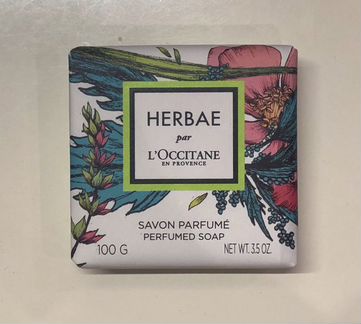 HERBAE
par
L'OCCITANE
EN PROVENCE
SAVON PARFUMÉ
PERFUMED SOAP
100 G
NET WT. 3.5 OZ.